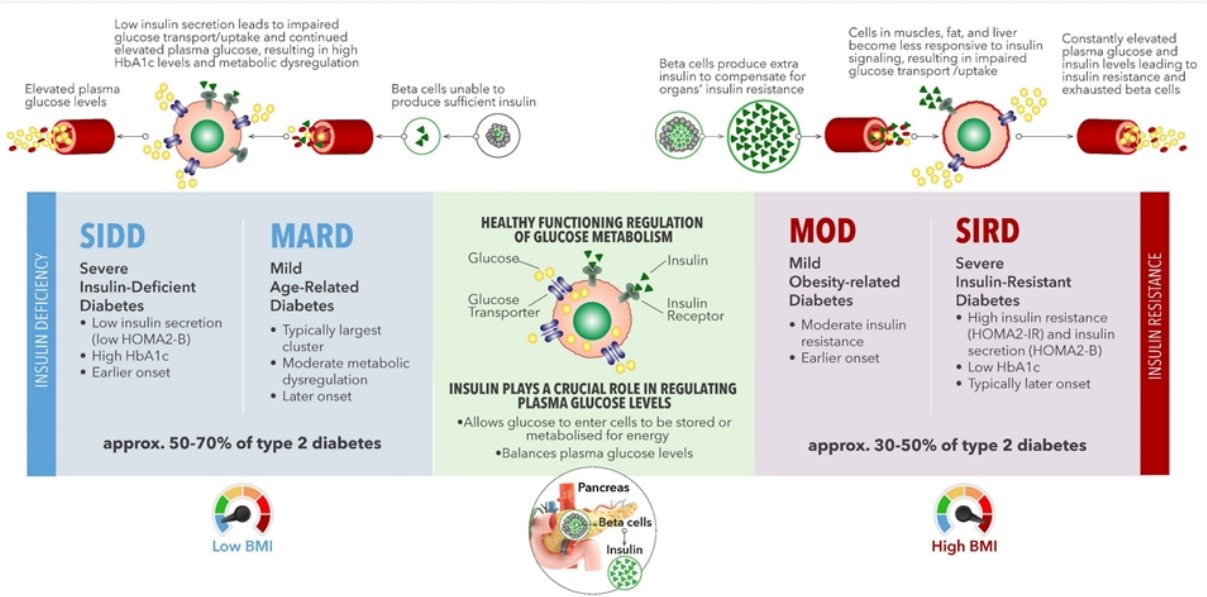 Low insulin secretion leads to impaired
glucose transport/uptake and continued
elevated plasma glucose, resulting in high
HbA1c levels and metabolic dysregulation
Elevated plasma
glucose levels
Beta cells unable to
produce sufficient insulin
Beta cells produce extra
insulin to compensate for
organs' insulin resistance
Cells in muscles, fat, and liver
become less responsive to insulin
signaling, resulting in impaired
glucose transport /uptake
Constantly elevated
plasma glucose and
insulin levels leading to
insulin resistance and
exhausted beta cells
INSULIN DEFICIENCY
SIDD
Severe
Insulin-Deficient
Diabetes
• Low insulin secretion
(low HOMA2-B)
• High HbA1c
• Earlier onset
MARD
Mild
Age-Related
Diabetes
• Typically largest
cluster
• Moderate metabolic
dysregulation
• Later onset
approx. 50-70% of type 2 diabetes
HEALTHY FUNCTIONING REGULATION
OF GLUCOSE METABOLISM
Glucose
Insulin
Glucose
Transporter
Insulin
Receptor
INSULIN PLAYS A CRUCIAL ROLE IN REGULATING
PLASMA GLUCOSE LEVELS
•Allows glucose to enter cells to be stored or
metabolised for energy
•Balances plasma glucose levels
MOD
Mild
Obesity-related
Diabetes
• Moderate insulin
resistance
• Earlier onset
SIRD
Severe
Insulin-Resistant
Diabetes
• High insulin resistance
(HOMA2-IR) and insulin
secretion (HOMA2-B)
• Low HbA1c
• Typically later onset
approx. 30-50% of type 2 diabetes
INSULIN RESISTANCE
Low BMI
Pancreas
Beta cells
Insulin
High BMI